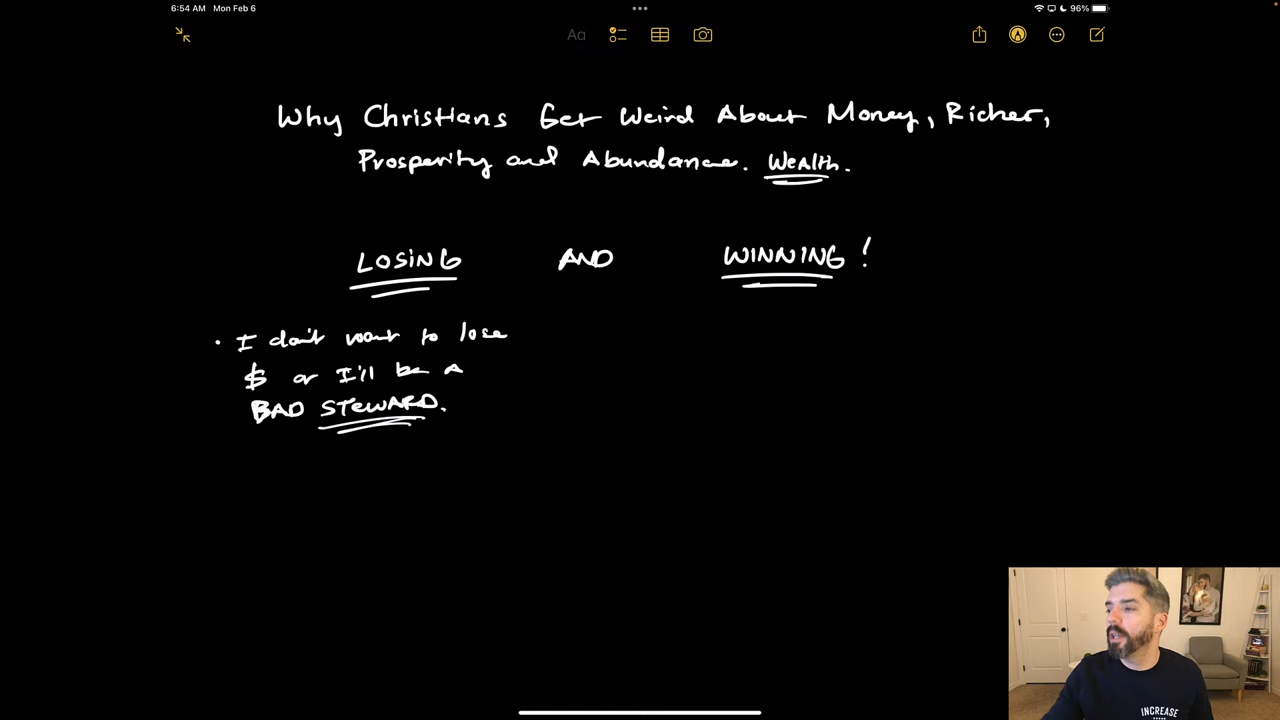 6:54 AM Mon Feb 6
96%
Aa
Why Christians Get Weird About Money, Riches,
Prosperity and Abundance. Wealth.
LOSING AND WINNING!
· I don't want to lose
$ or I'll be a
BAD STEWARD.
INCREASE